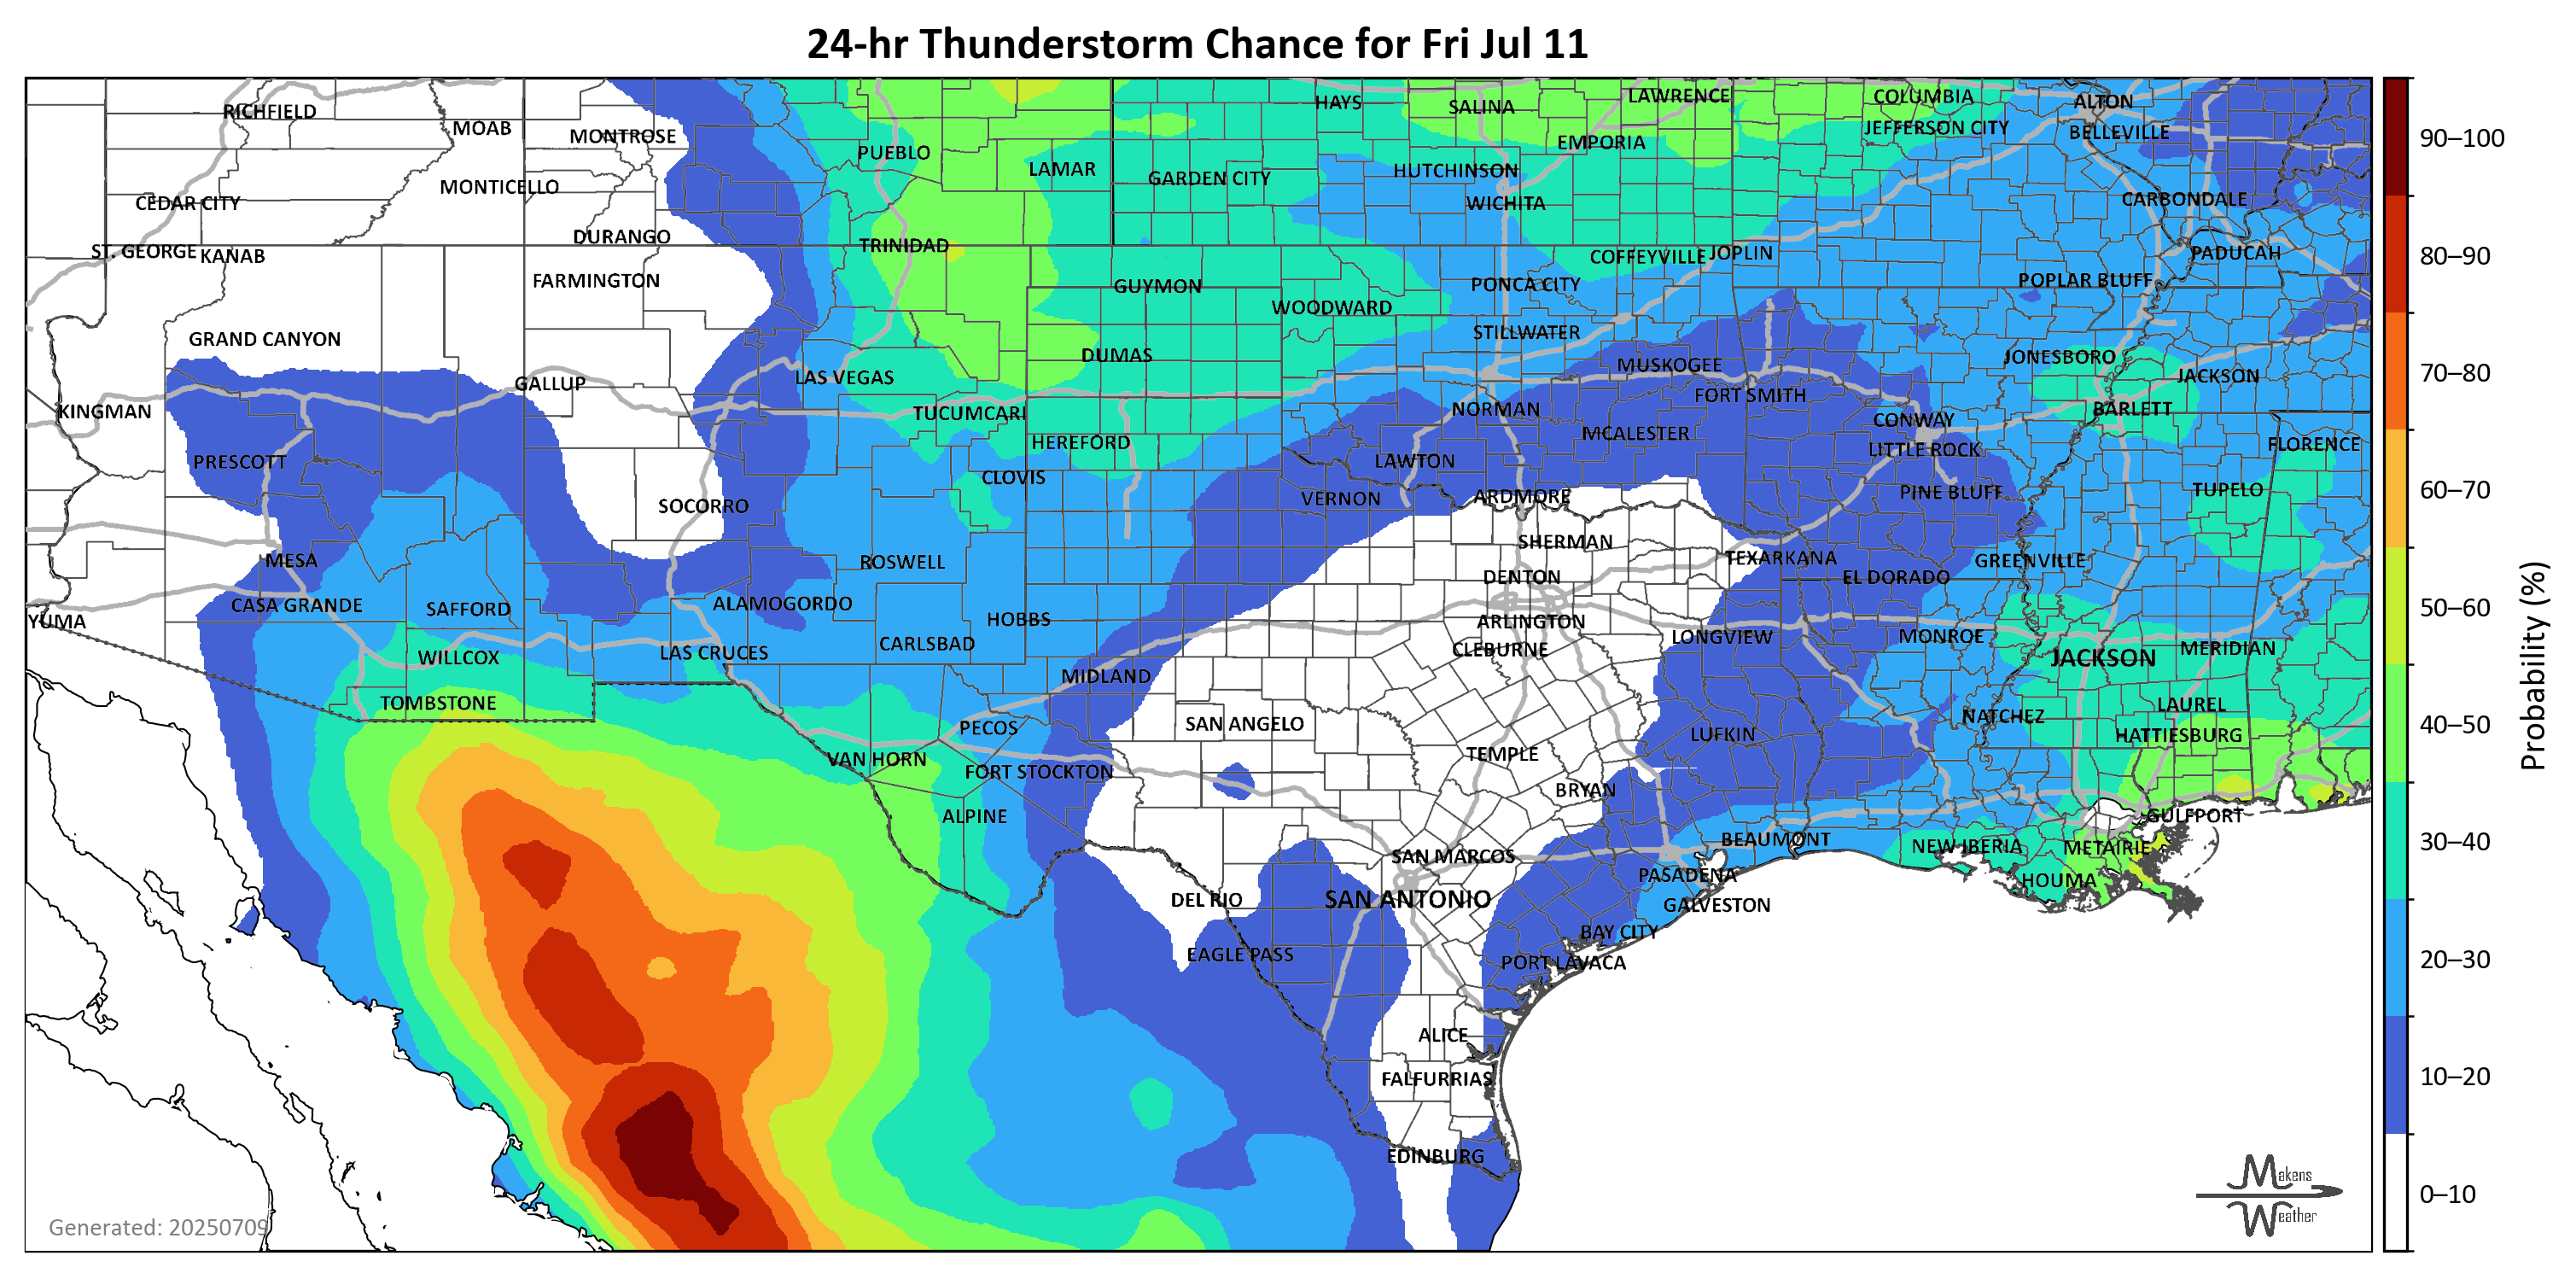 24-hr Thunderstorm Chance for Fri Jul 11
RICHFIELD
MOAB
MONTROSE
PUEBLO
LAMAR
HAYS
SALINA
LAWRENCE
COLUMBIA
ALTON
GARDEN CITY
HUTCHINSON
EMPORIA
JEFFERSON CITY
BELLEVILLE
MONTICELLO
CEDAR CITY
WICHITA
CARBONDALE
ST. GEORGE
KANAB
DURANGO
TRINIDAD
COFFEYVILLE
JOPLIN
PADUCAH
FARMINGTON
GUYMON
WOODWARD
PONCA CITY
POPLAR BLUFF
GRAND CANYON
DUMAS
STILLWATER
MUSKOGEE
JONESBORO
GALLUP
LAS VEGAS
FORT SMITH
JACKSON
KINGMAN
TUCUMCARI
NORMAN
CONWAY
BARLETT
HEREFORD
MCALESTER
LITTLE ROCK
FLORENCE
PRESCOTT
CLOVIS
LAWTON
SOCORRO
VERNON
ARDMORE
PINE BLUFF
TUPELO
MESA
ROSWELL
SHERMAN
TEXARKANA
GREENVILLE
CASA GRANDE
SAFFORD
ALAMOGORDO
DENTON
EL DORADO
YUMA
HOBBS
ARLINGTON
WILLCOX
LAS CRUCES
CARLSBAD
CLEBURNE
LONGVIEW
MONROE
JACKSON
MERIDIAN
TOMBSTONE
MIDLAND
PECOS
SAN ANGELO
LUFKIN
NATCHEZ
LAUREL
VAN HORN
FORT STOCKTON
TEMPLE
HATTIESBURG
ALPINE
BRYAN
GULFPORT
SAN MARCOS
BEAUMONT
NEW IBERIA
METAIRIE
DEL RIO
SAN ANTONIO
PASADENA
HOUMA
GALVESTON
EAGLE PASS
BAY CITY
PORT LAVACA
ALICE
FALFURRIAS
EDINBURG
Generated: 20250709
Makens
Weather
90–100
80–90
70–80
60–70
50–60
40–50
30–40
20–30
10–20
0–10
Probability (%)